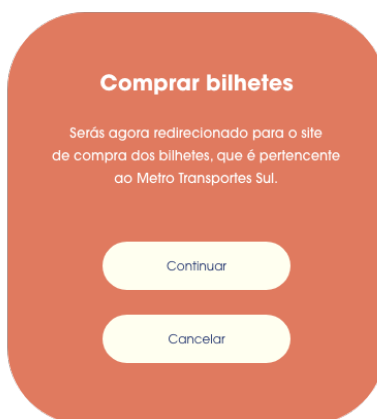 Comprar bilhetes
Serás agora redirecionado para o site
de compra dos bilhetes, que é pertencente
ao Metro Transportes Sul.
Continuar
Cancelar